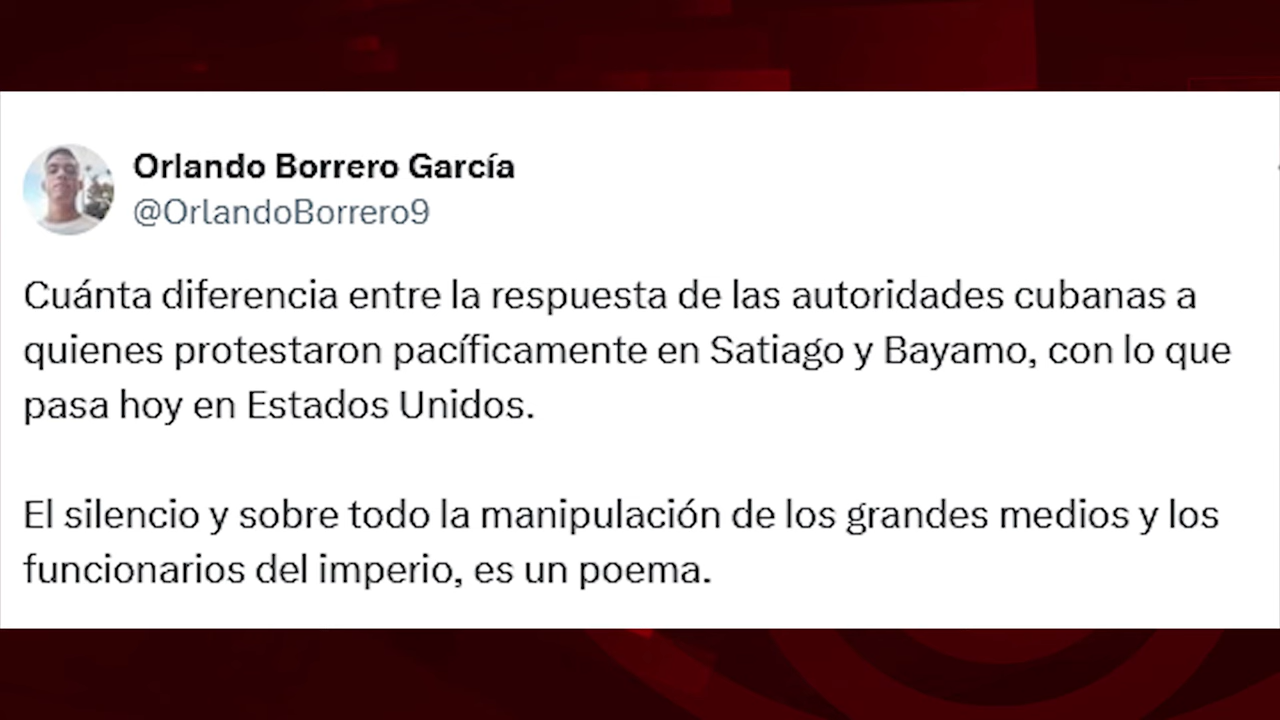 Orlando Borrero García
@OrlandoBorrero9
Cuánta diferencia entre la respuesta de las autoridades cubanas a
quienes protestaron pacíficamente en Satiago y Bayamo, con lo que
pasa hoy en Estados Unidos.
El silencio y sobre todo la manipulación de los grandes medios y los
funcionarios del imperio, es un poema.